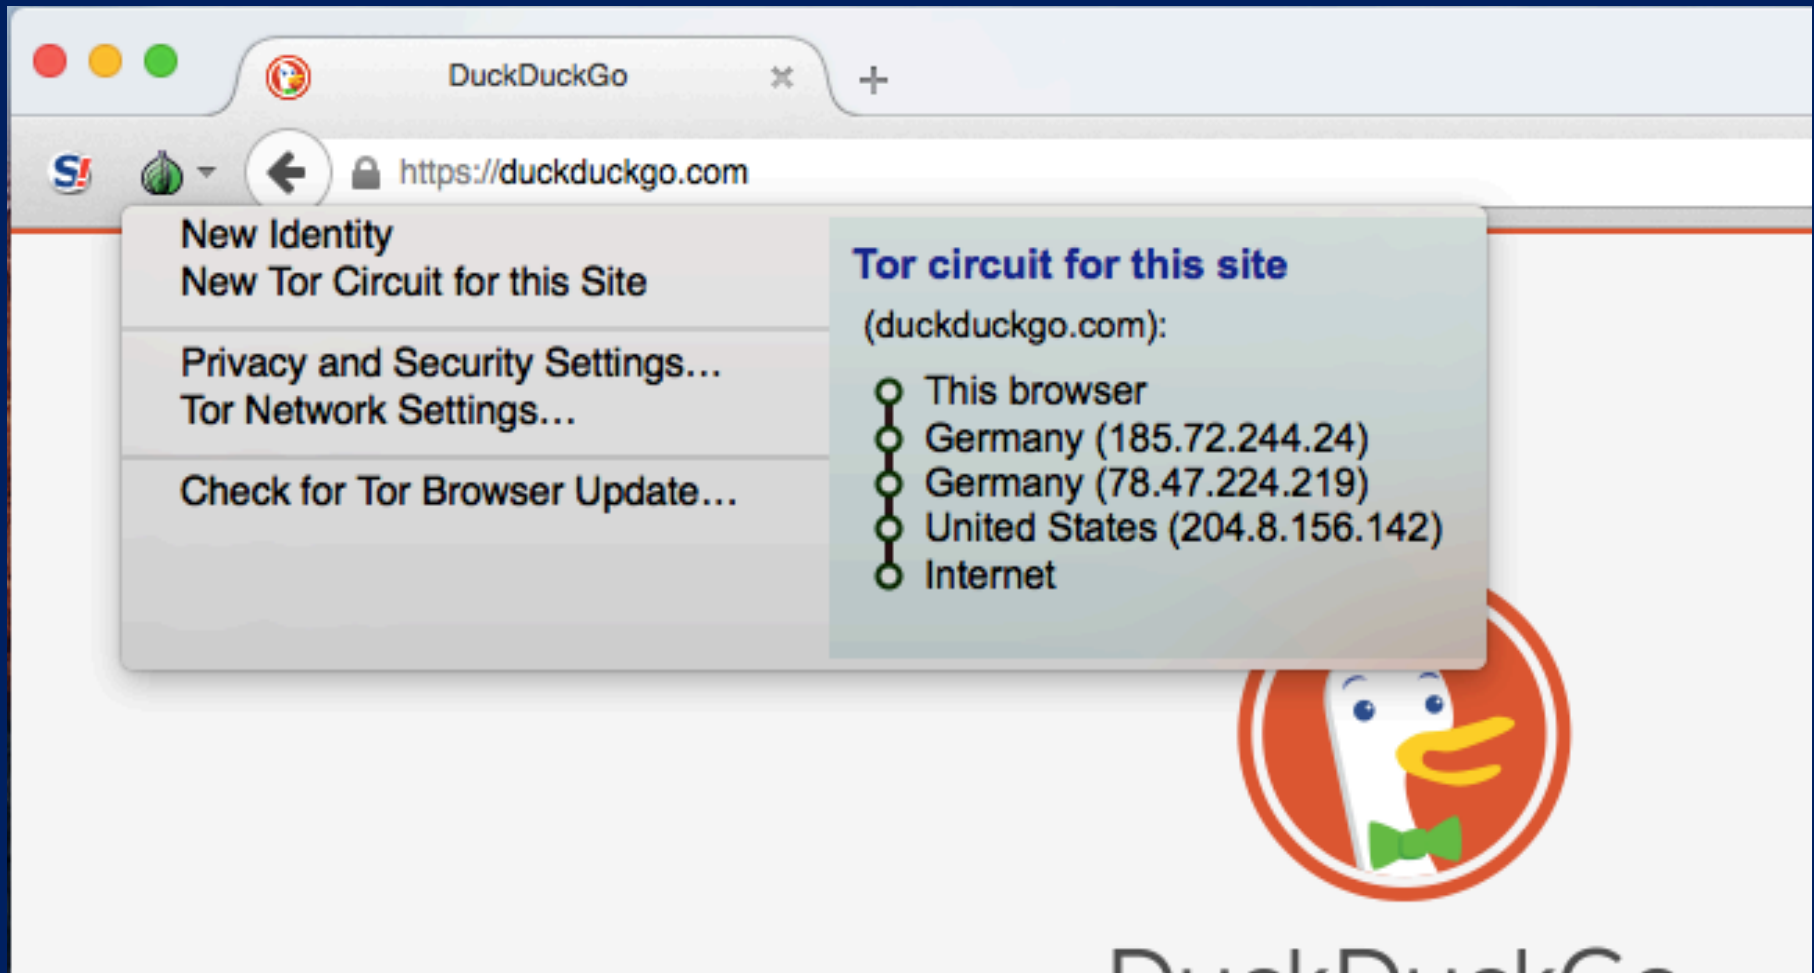 DuckDuckGo
S!
https://duckduckgo.com
New Identity
New Tor Circuit for this Site
Privacy and Security Settings...
Tor Network Settings...
Check for Tor Browser Update...
Tor circuit for this site
(duckduckgo.com):
This browser
Germany (185.72.244.24)
Germany (78.47.224.219)
United States (204.8.156.142)
Internet
DuckDuckGo